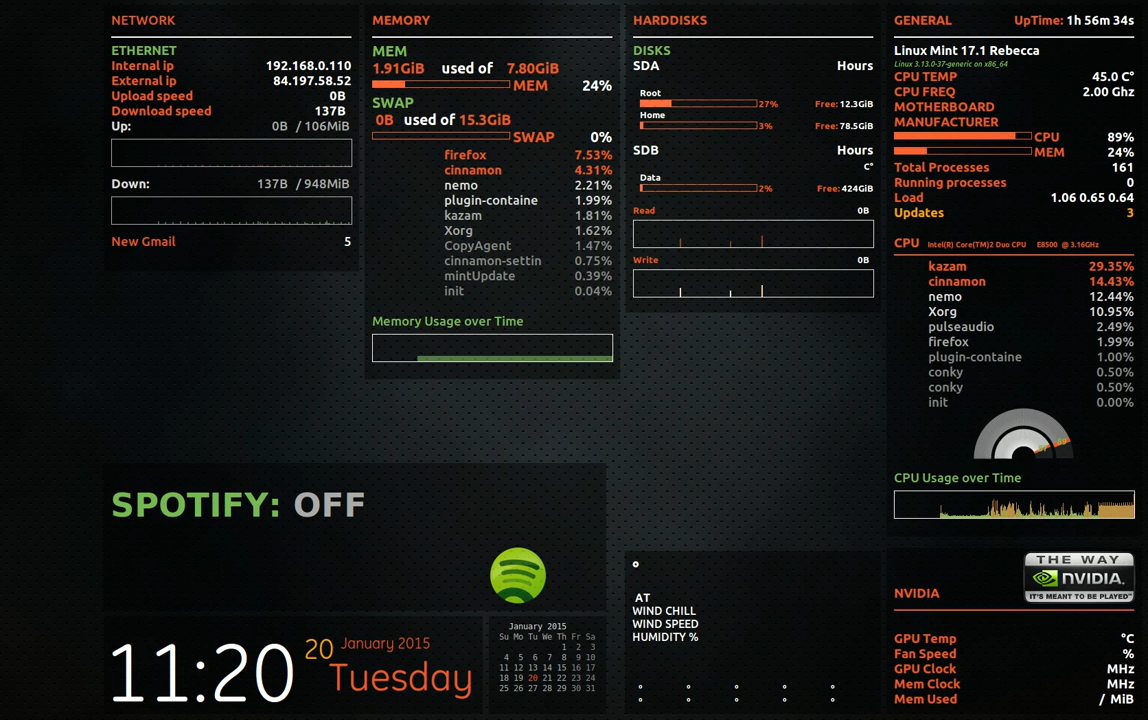 NETWORK
ETHERNET
Internal ip 192.168.0.110
External ip 84.197.58.52
Upload speed 0B
Download speed 137B
Up: 0B / 106MiB
Down: 137B / 948MiB
New Gmail 5
MEMORY
MEM
1.91GiB used of 7.80GiB
MEM 24%
SWAP
0B used of 15.3GiB
SWAP 0%
firefox 7.53%
cinnamon 4.31%
nemo 2.21%
plugin-containe 1.99%
kazam 1.81%
Xorg 1.62%
CopyAgent 1.47%
cinnamon-settin 0.75%
mintUpdate 0.39%
init 0.04%
Memory Usage over Time
HARDDISKS
DISKS
SDA Hours
Root
27% Free: 12.3GiB
Home
3% Free: 78.5GiB
SDB Hours
C°
Data
2% Free: 424GiB
Read 0B
Write 0B
GENERAL UpTime: 1h 56m 34s
Linux Mint 17.1 Rebecca
Linux 3.13.0-37-generic on x86_64
CPU TEMP 45.0 C°
CPU FREQ 2.00 Ghz
MOTHERBOARD
MANUFACTURER
CPU 89%
MEM 24%
Total Processes 161
Running processes 0
Load 1.06 0.65 0.64
Updates 3
CPU Intel(R) Core(TM)2 Duo CPU E8500 @ 3.16GHz
kazam 29.35%
cinnamon 14.43%
nemo 12.44%
Xorg 10.95%
pulseaudio 2.49%
firefox 1.99%
plugin-containe 1.00%
conky 0.50%
conky 0.50%
init 0.00%
CPU Usage over Time
SPOTIFY: OFF
11:20
20 January 2015
Tuesday
January 2015
Su Mo Tu We Th Fr Sa
1 2 3
4 5 6 7 8 9 10
11 12 13 14 15 16 17
18 19 20 21 22 23 24
25 26 27 28 29 30 31
°
AT
WIND CHILL
WIND SPEED
HUMIDITY %
° ° ° ° °
° ° ° ° °
THE WAY
NVIDIA.
IT'S MEANT TO BE PLAYED™
NVIDIA
GPU Temp °C
Fan Speed %
GPU Clock MHz
Mem Clock MHz
Mem Used / MiB